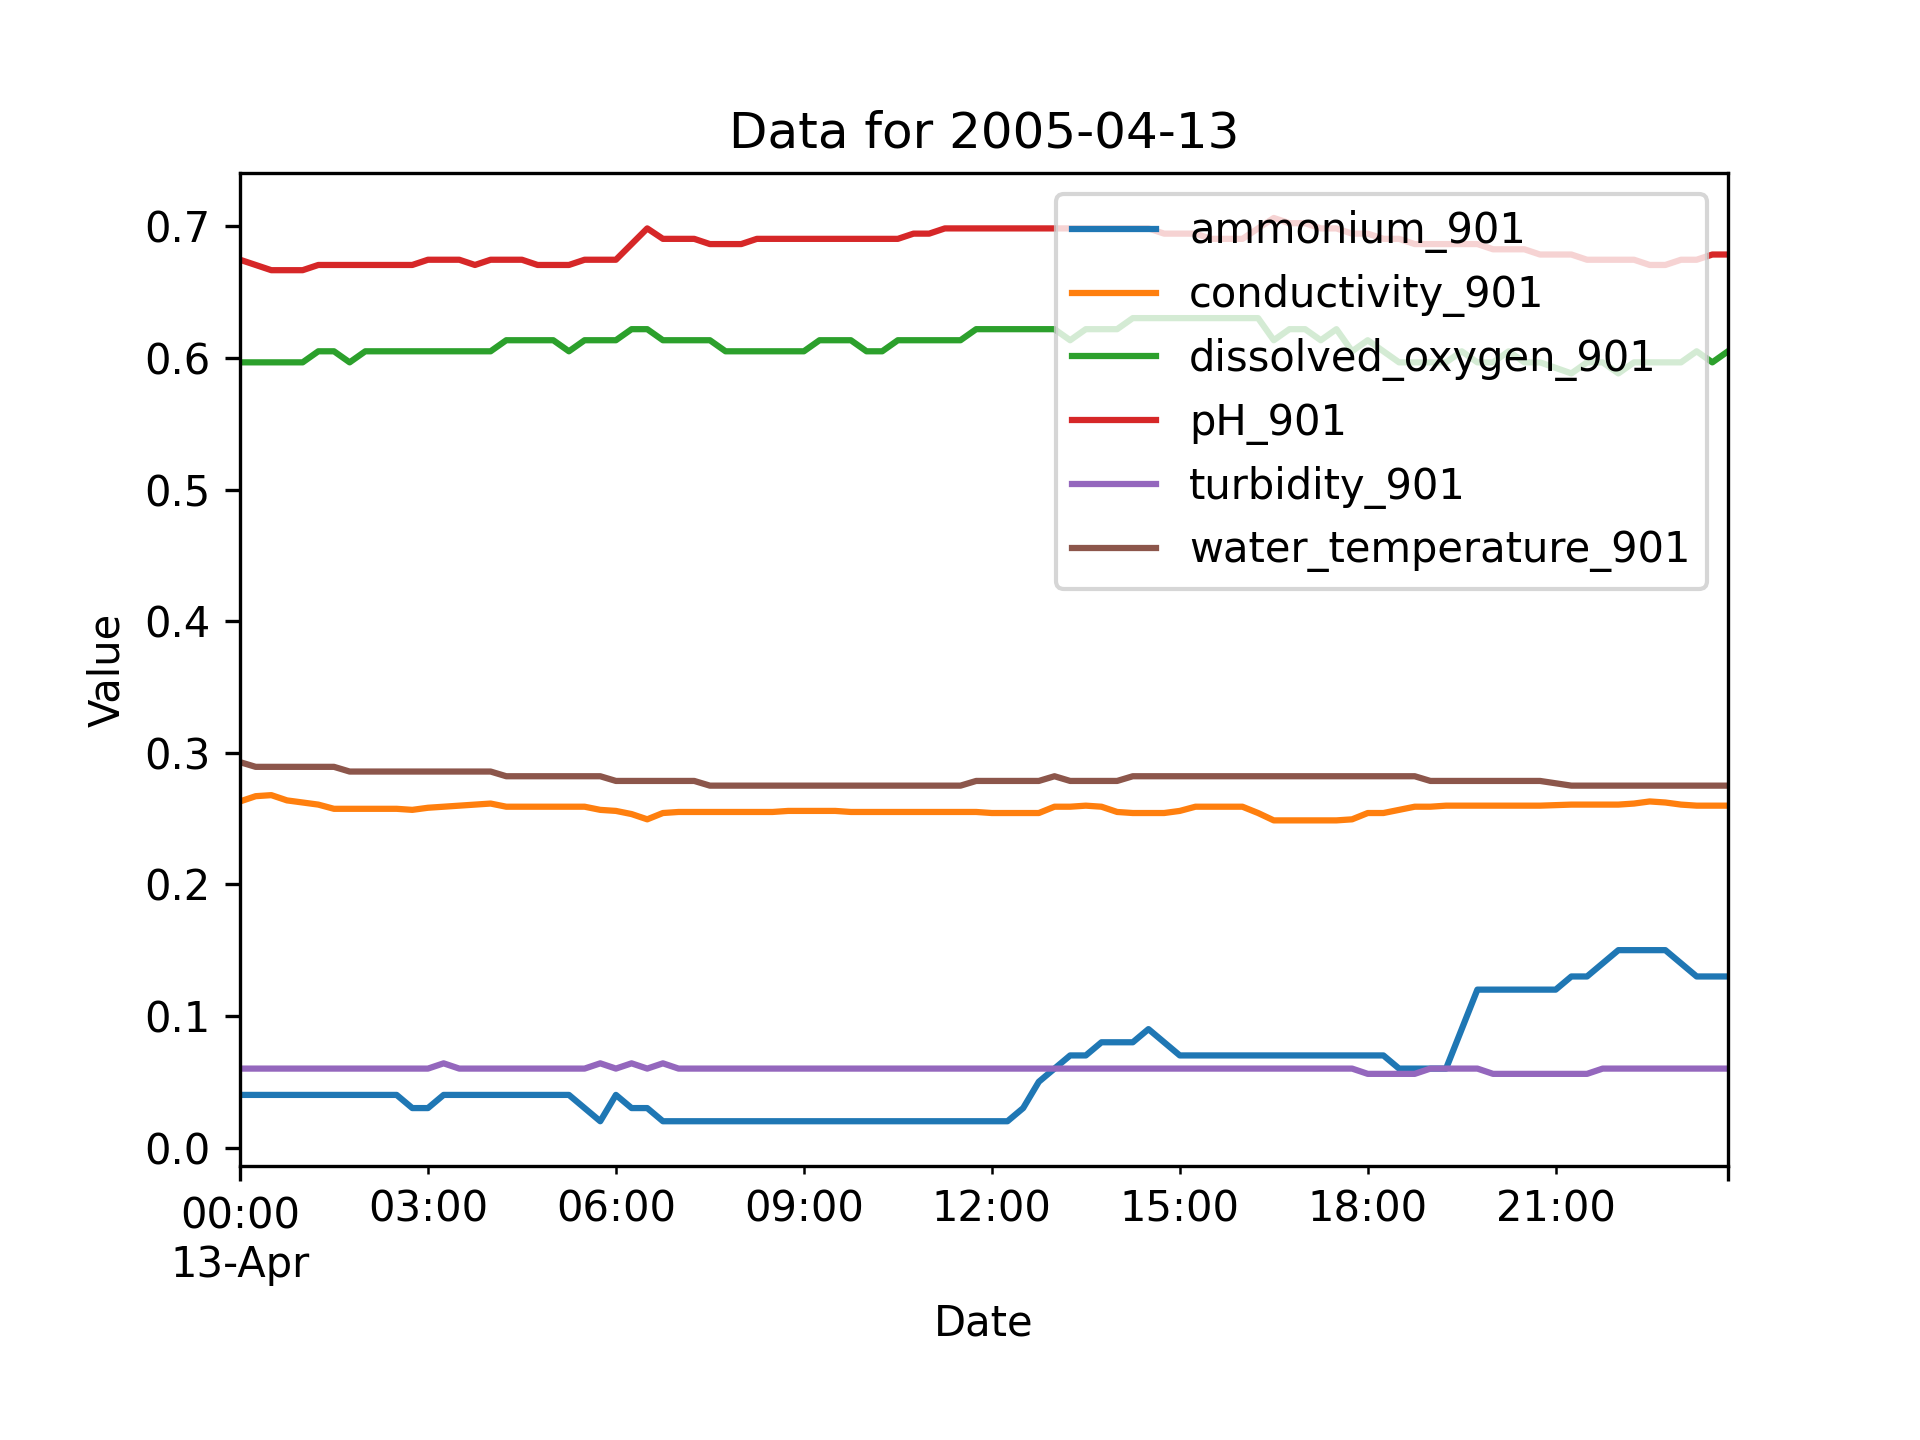 Data for 2005-04-13
ammonium_901
conductivity_901
dissolved_oxygen_901
pH_901
turbidity_901
water_temperature_901
Value
0.7
0.6
0.5
0.4
0.3
0.2
0.1
0.0
00:00 03:00 06:00 09:00 12:00 15:00 18:00 21:00
13-Apr
Date